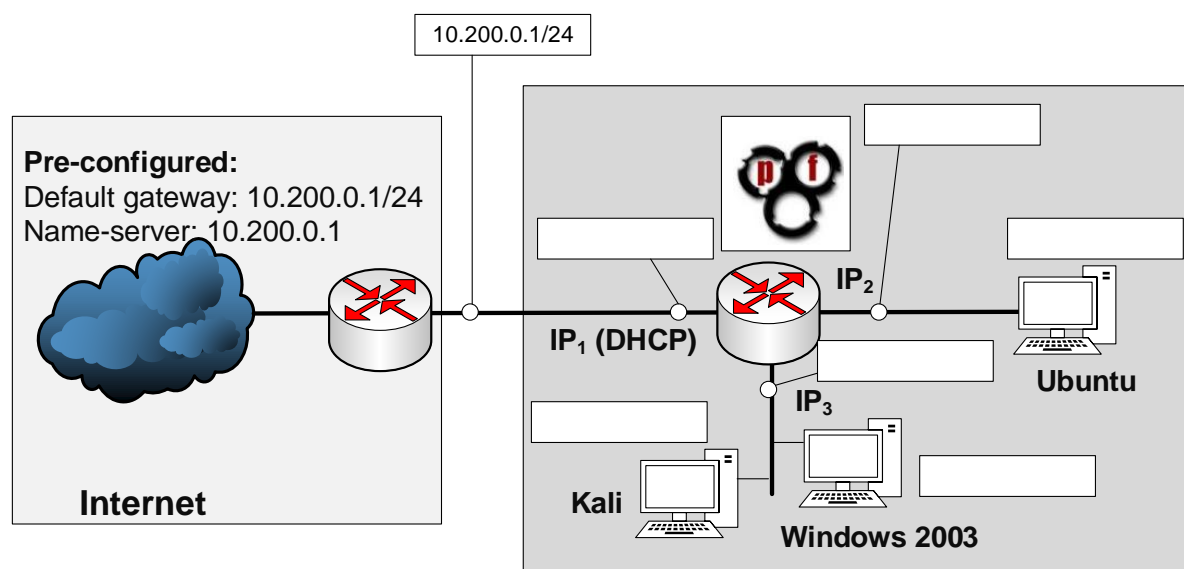 10.200.0.1/24
Pre-configured:
Default gateway: 10.200.0.1/24
Name-server: 10.200.0.1
Internet
pf
IP₁ (DHCP)
IP₂
IP₃
Ubuntu
Kali
Windows 2003